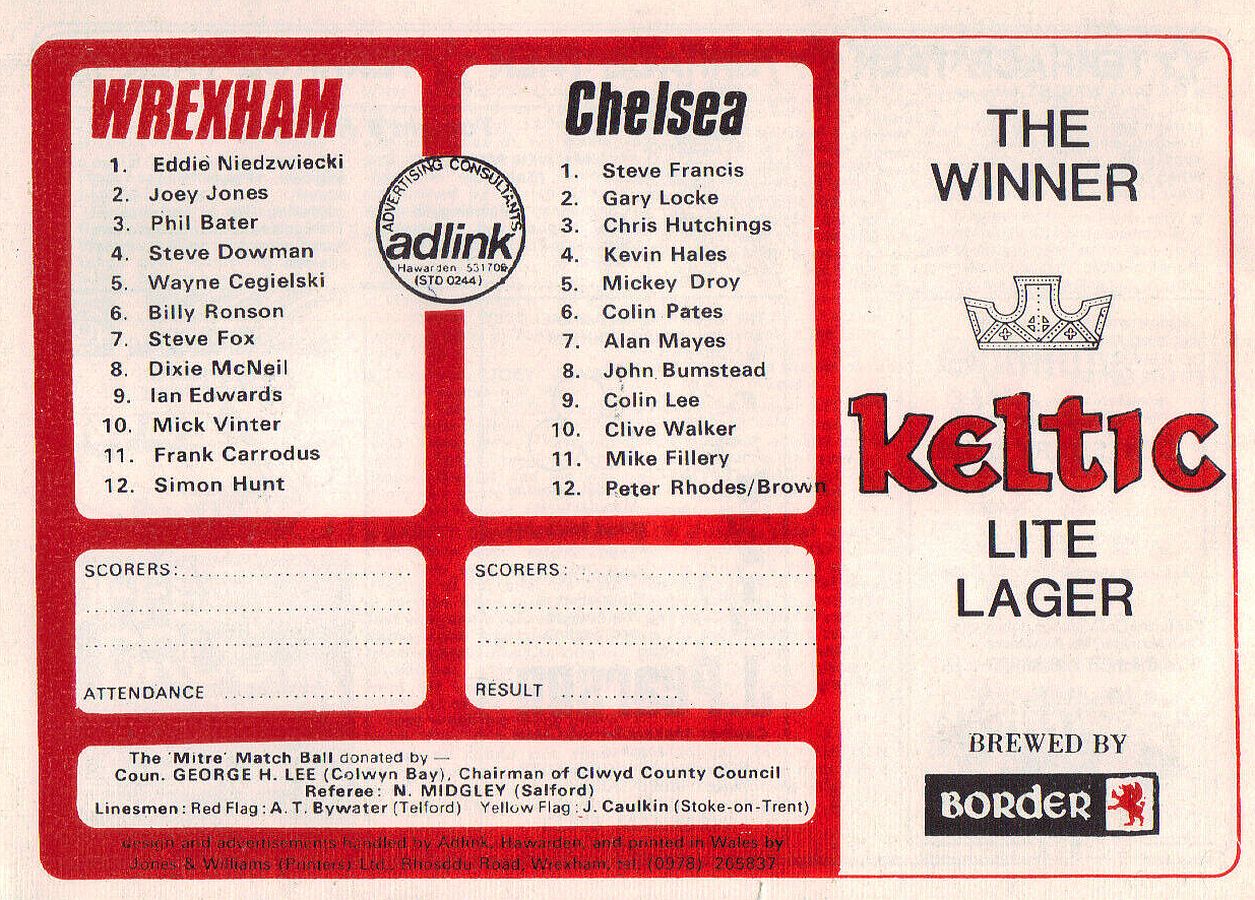 WREXHAM
1. Eddie Niedzwiecki
2. Joey Jones
3. Phil Bater
4. Steve Dowman
5. Wayne Cegielski
6. Billy Ronson
7. Steve Fox
8. Dixie McNeil
9. Ian Edwards
10. Mick Vinter
11. Frank Carrodus
12. Simon Hunt
ADVERTISING CONSULTANTS
adlink
Hawarden 531708
(STD 0244)
Chelsea
1. Steve Francis
2. Gary Locke
3. Chris Hutchings
4. Kevin Hales
5. Mickey Droy
6. Colin Pates
7. Alan Mayes
8. John Bumstead
9. Colin Lee
10. Clive Walker
11. Mike Fillery
12. Peter Rhodes/Brown
SCORERS:
ATTENDANCE
SCORERS:
RESULT
The 'Mitre' Match Ball donated by —
Coun. GEORGE H. LEE (Colwyn Bay), Chairman of Clwyd County Council
Referee: N. MIDGLEY (Salford)
Linesmen: Red Flag: A. T. Bywater (Telford) Yellow Flag: J. Caulkin (Stoke-on-Trent)
design and advertisements handled by Adlink, Hawarden, and printed in Wales by
Jones & Williams (Printers) Ltd., Rhosddu Road, Wrexham, tel. (0978) 265837
THE
WINNER
keltic
LITE
LAGER
BREWED BY
BORDER